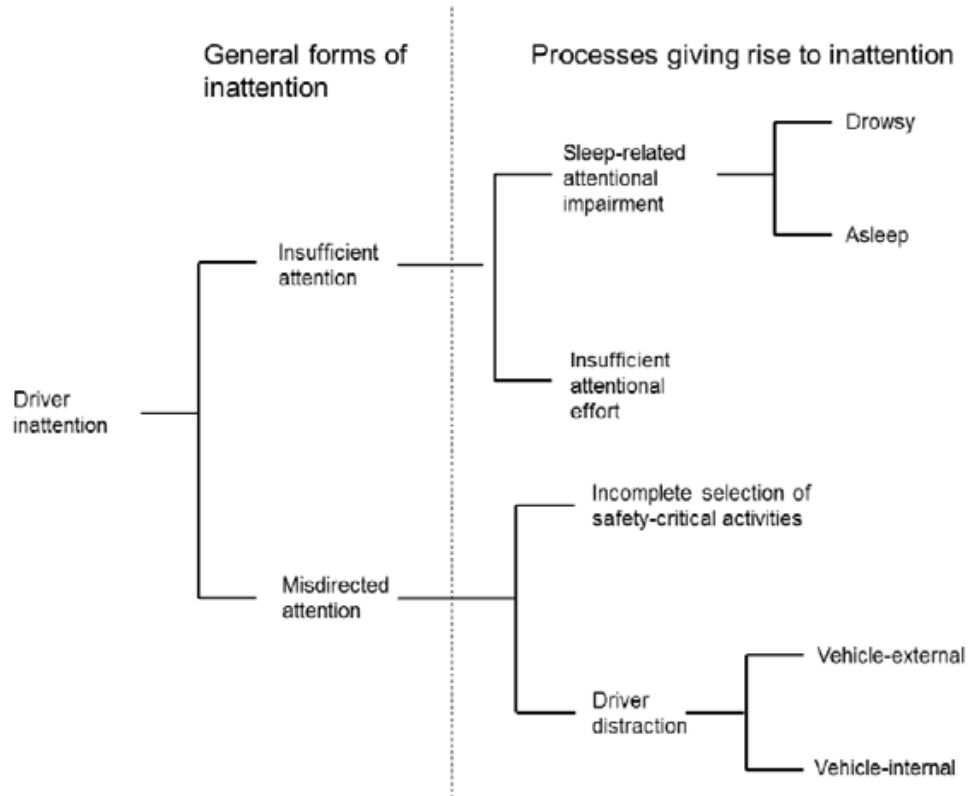 General forms of
inattention
Processes giving rise to inattention
Drowsy
Sleep-related
attentional
impairment
Asleep
Insufficient
attention
Insufficient
attentional
effort
Driver
inattention
Incomplete selection of
safety-critical activities
Misdirected
attention
Vehicle-external
Driver
distraction
Vehicle-internal